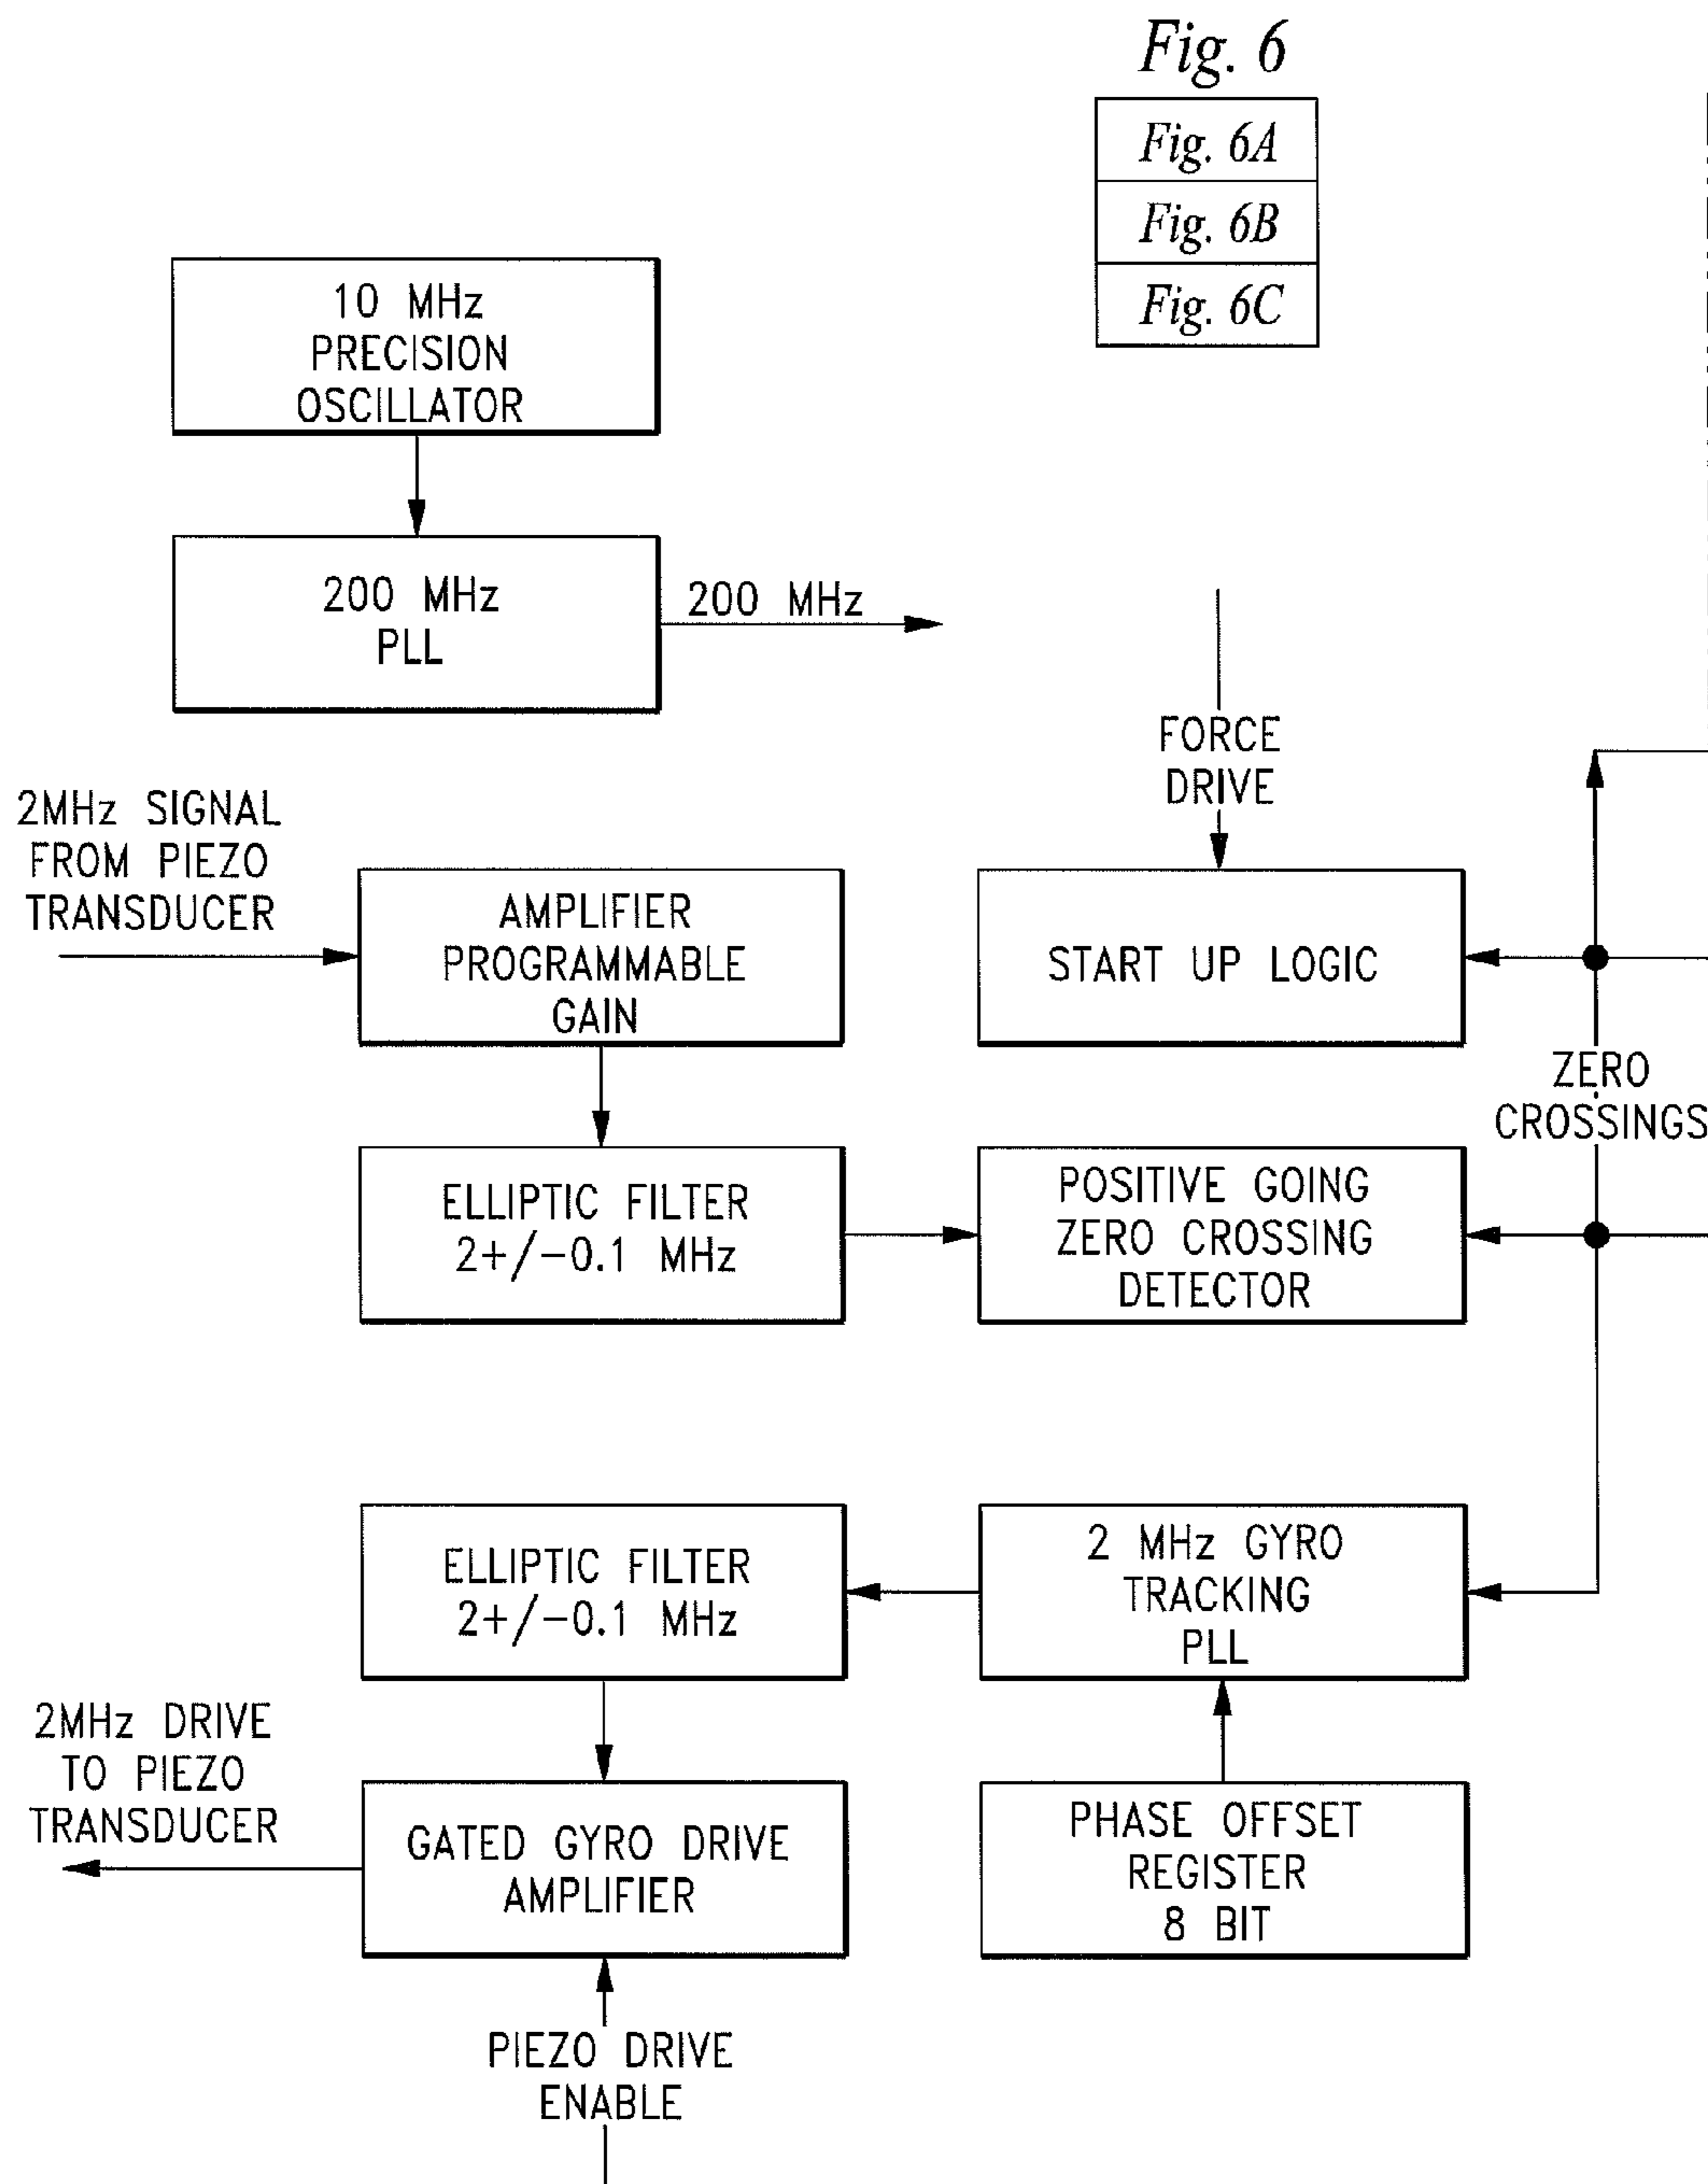 Fig. 6
Fig. 6A
Fig. 6B
Fig. 6C
10 MHz
PRECISION
OSCILLATOR
200 MHz
PLL
200 MHz
FORCE
DRIVE
2MHz SIGNAL
FROM PIEZO
TRANSDUCER
AMPLIFIER
PROGRAMMABLE
GAIN
START UP LOGIC
ZERO
CROSSINGS
ELLIPTIC FILTER
2+/-0.1 MHz
POSITIVE GOING
ZERO CROSSING
DETECTOR
ELLIPTIC FILTER
2+/-0.1 MHz
2 MHz GYRO
TRACKING
PLL
2MHz DRIVE
TO PIEZO
TRANSDUCER
GATED GYRO DRIVE
AMPLIFIER
PHASE OFFSET
REGISTER
8 BIT
PIEZO DRIVE
ENABLE